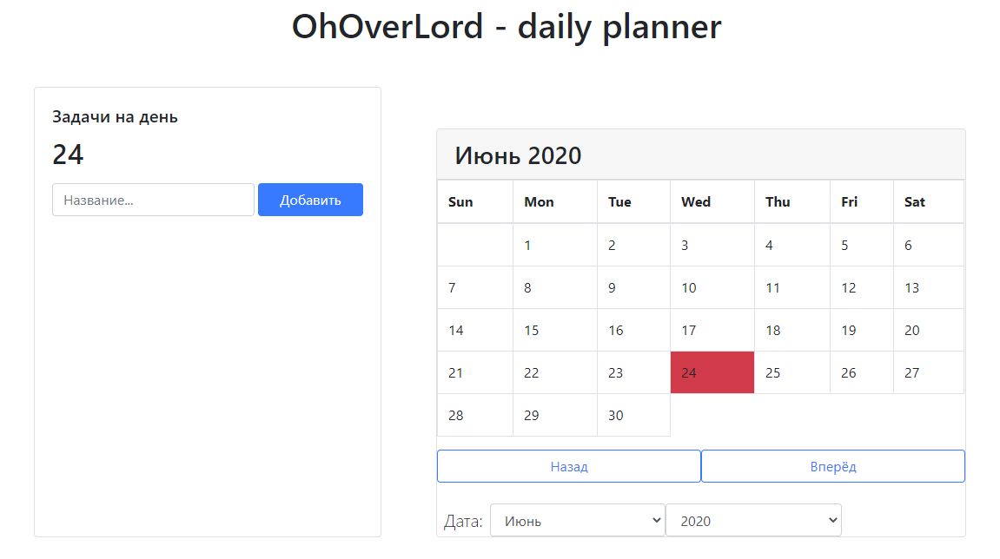 OhOverLord - daily planner
Задачи на день
24
Название...
Добавить
Июнь 2020
Sun Mon Tue Wed Thu Fri Sat
1 2 3 4 5 6
7 8 9 10 11 12 13
14 15 16 17 18 19 20
21 22 23 24 25 26 27
28 29 30
Назад Вперёд
Дата: Июнь 2020